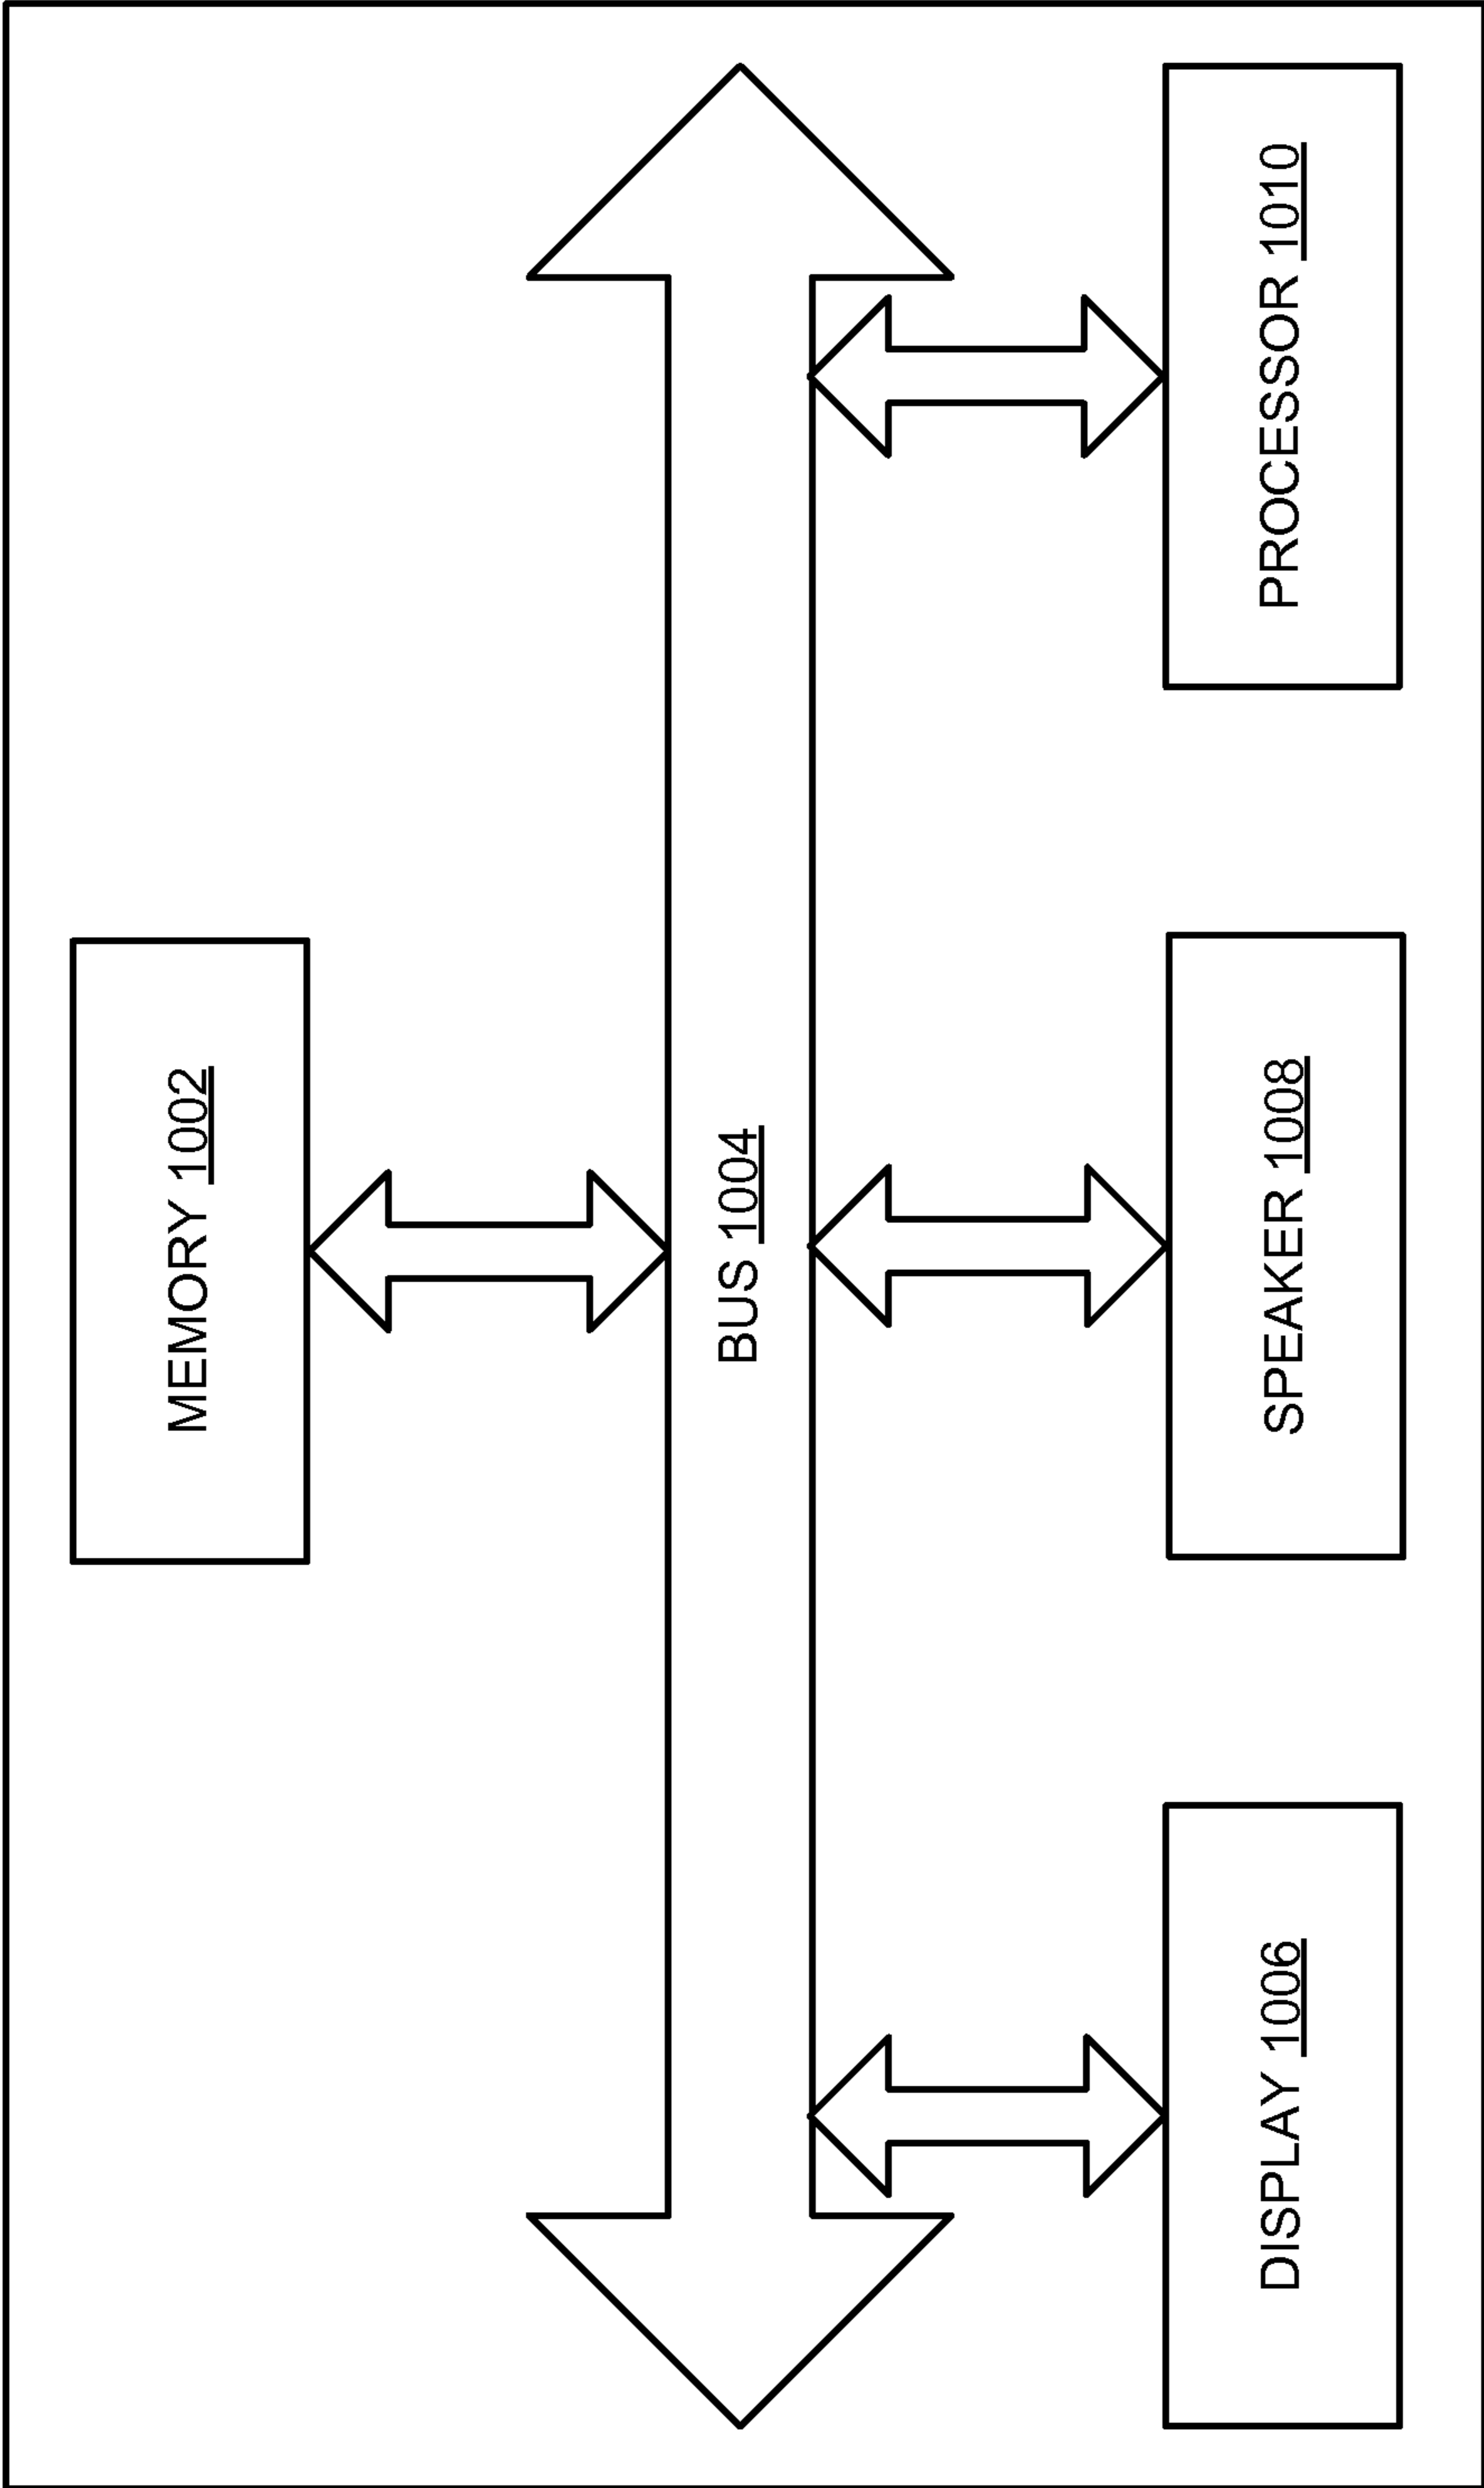 MEMORY 1002
BUS 1004
DISPLAY 1006
SPEAKER 1008
PROCESSOR 1010